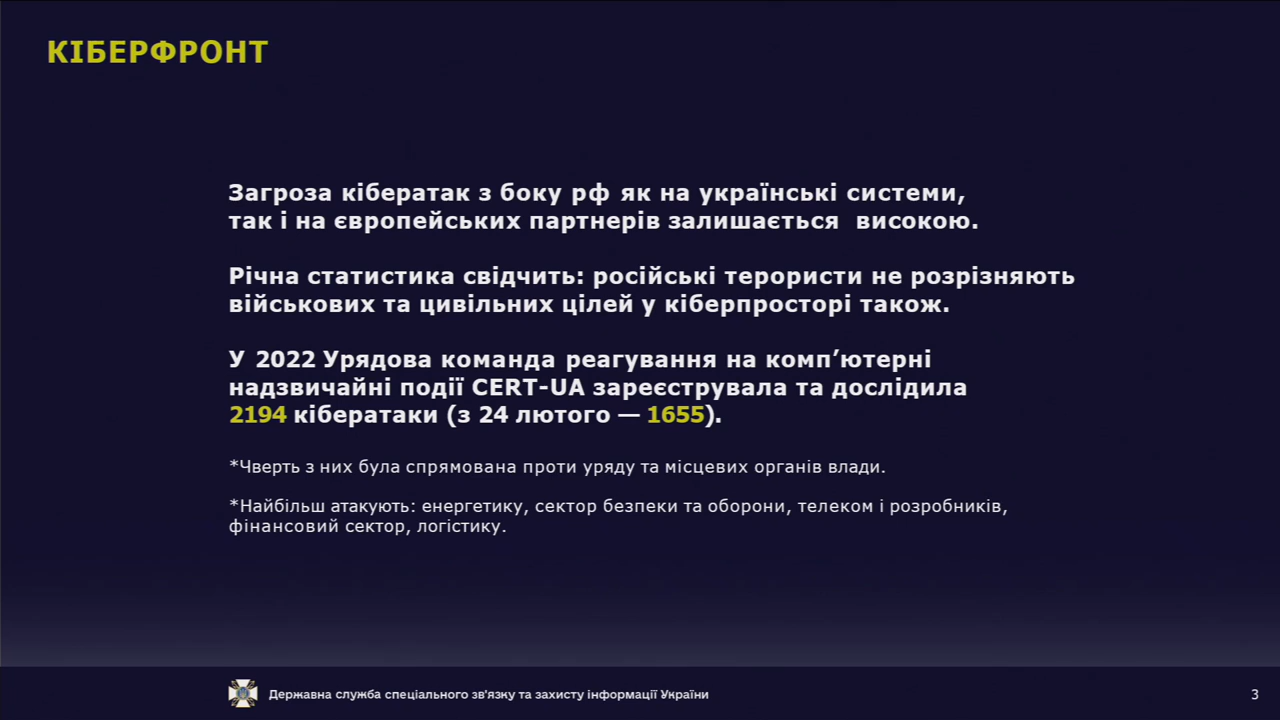 КІБЕРФРОНТ
Загроза кібератак з боку рф як на українські системи,
так і на європейських партнерів залишається високою.
Річна статистика свідчить: російські терористи не розрізняють
військових та цивільних цілей у кіберпросторі також.
У 2022 Урядова команда реагування на комп’ютерні
надзвичайні події CERT-UA зареєструвала та дослідила
2194 кібератаки (з 24 лютого — 1655).
*Чверть з них була спрямована проти уряду та місцевих органів влади.
*Найбільш атакують: енергетику, сектор безпеки та оборони, телеком і розробників,
фінансовий сектор, логістику.
Державна служба спеціального зв'язку та захисту інформації України
3